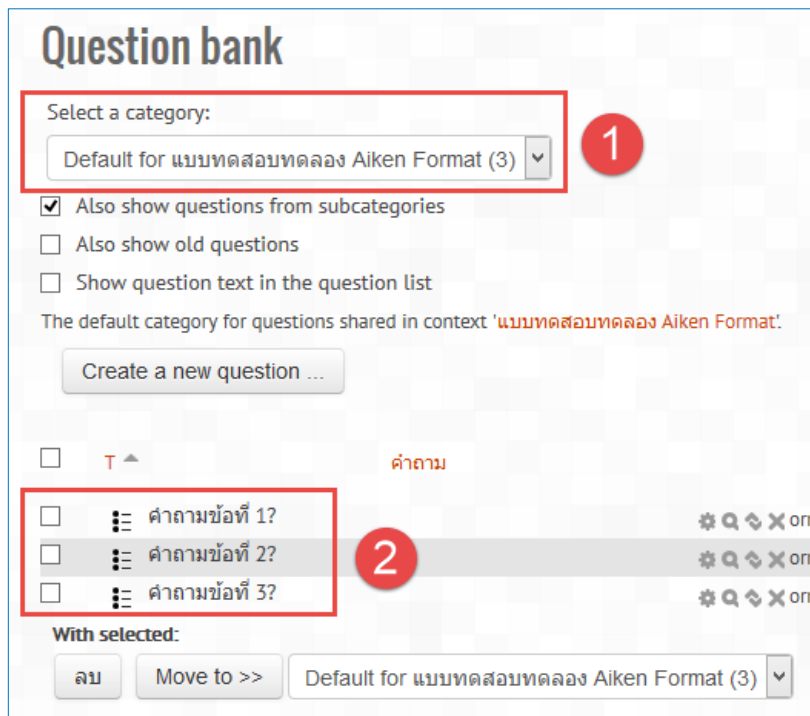 Question bank
Select a category:
Default for แบบทดสอบทดลอง Aiken Format (3)
1
Also show questions from subcategories
Also show old questions
Show question text in the question list
The default category for questions shared in context 'แบบทดสอบทดลอง Aiken Format'.
Create a new question ...
T คำถาม
คำถามข้อที่ 1?
คำถามข้อที่ 2?
2
คำถามข้อที่ 3?
With selected:
ลบ Move to >> Default for แบบทดสอบทดลอง Aiken Format (3)